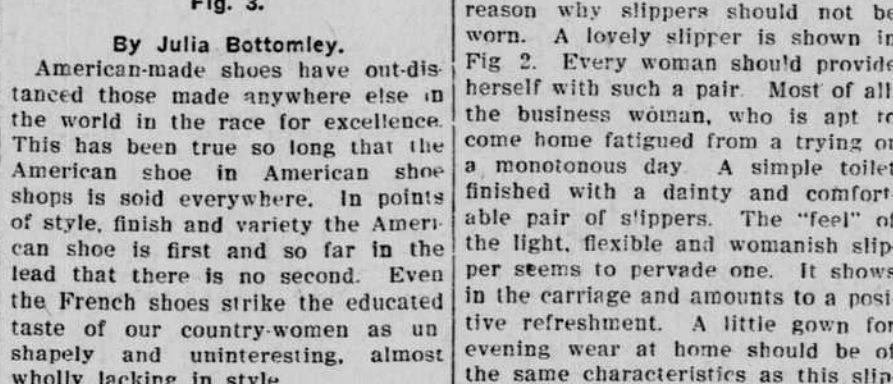 Fig. 3.
By Julia Bottomley.
American-made shoes have out-dis-
tanced those made anywhere else in
the world in the race for excellence.
This has been true so long that the
American shoe in American shoe
shops is soid everywhere. In points
of style, finish and variety the Ameri-
can shoe is first and so far in the
lead that there is no second. Even
the French shoes strike the educated
taste of our country-women as un
shapely and uninteresting, almost
wholly lacking in style
reason why slippers should not be
worn. A lovely slipper is shown in
Fig 2. Every woman should provide
herself with such a pair. Most of all
the business woman, who is apt to
come home fatigued from a trying or
a monotonous day. A simple toilet
finished with a dainty and comfort
able pair of slippers. The "feel" of
the light, flexible and womanish slip-
per seems to pervade one. It shows
in the carriage and amounts to a posi
tive refreshment. A little gown for
evening wear at home should be of
the same characteristics as this slip-